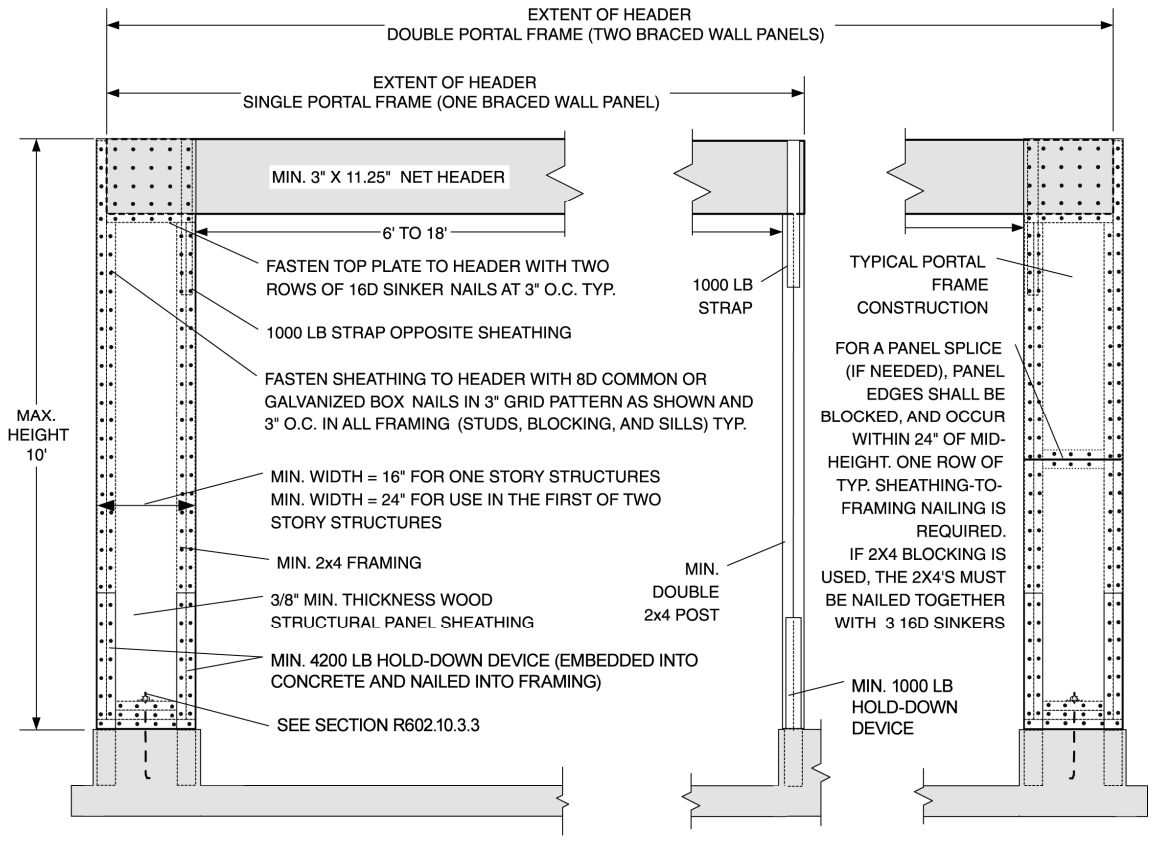 EXTENT OF HEADER
DOUBLE PORTAL FRAME (TWO BRACED WALL PANELS)
EXTENT OF HEADER
SINGLE PORTAL FRAME (ONE BRACED WALL PANEL)
MIN. 3" X 11.25" NET HEADER
6' TO 18'
FASTEN TOP PLATE TO HEADER WITH TWO
ROWS OF 16D SINKER NAILS AT 3" O.C. TYP.
1000 LB STRAP OPPOSITE SHEATHING
FASTEN SHEATHING TO HEADER WITH 8D COMMON OR
GALVANIZED BOX NAILS IN 3" GRID PATTERN AS SHOWN AND
3" O.C. IN ALL FRAMING (STUDS, BLOCKING, AND SILLS) TYP.
MAX.
HEIGHT
10'
MIN. WIDTH = 16" FOR ONE STORY STRUCTURES
MIN. WIDTH = 24" FOR USE IN THE FIRST OF TWO
STORY STRUCTURES
MIN. 2x4 FRAMING
3/8" MIN. THICKNESS WOOD
STRUCTURAL PANEL SHEATHING
MIN. 4200 LB HOLD-DOWN DEVICE (EMBEDDED INTO
CONCRETE AND NAILED INTO FRAMING)
SEE SECTION R602.10.3.3
1000 LB
STRAP
MIN.
DOUBLE
2x4 POST
MIN. 1000 LB
HOLD-DOWN
DEVICE
TYPICAL PORTAL
FRAME
CONSTRUCTION
FOR A PANEL SPLICE
(IF NEEDED), PANEL
EDGES SHALL BE
BLOCKED, AND OCCUR
WITHIN 24" OF MID-
HEIGHT. ONE ROW OF
TYP. SHEATHING-TO-
FRAMING NAILING IS
REQUIRED.
IF 2X4 BLOCKING IS
USED, THE 2X4'S MUST
BE NAILED TOGETHER
WITH 3 16D SINKERS